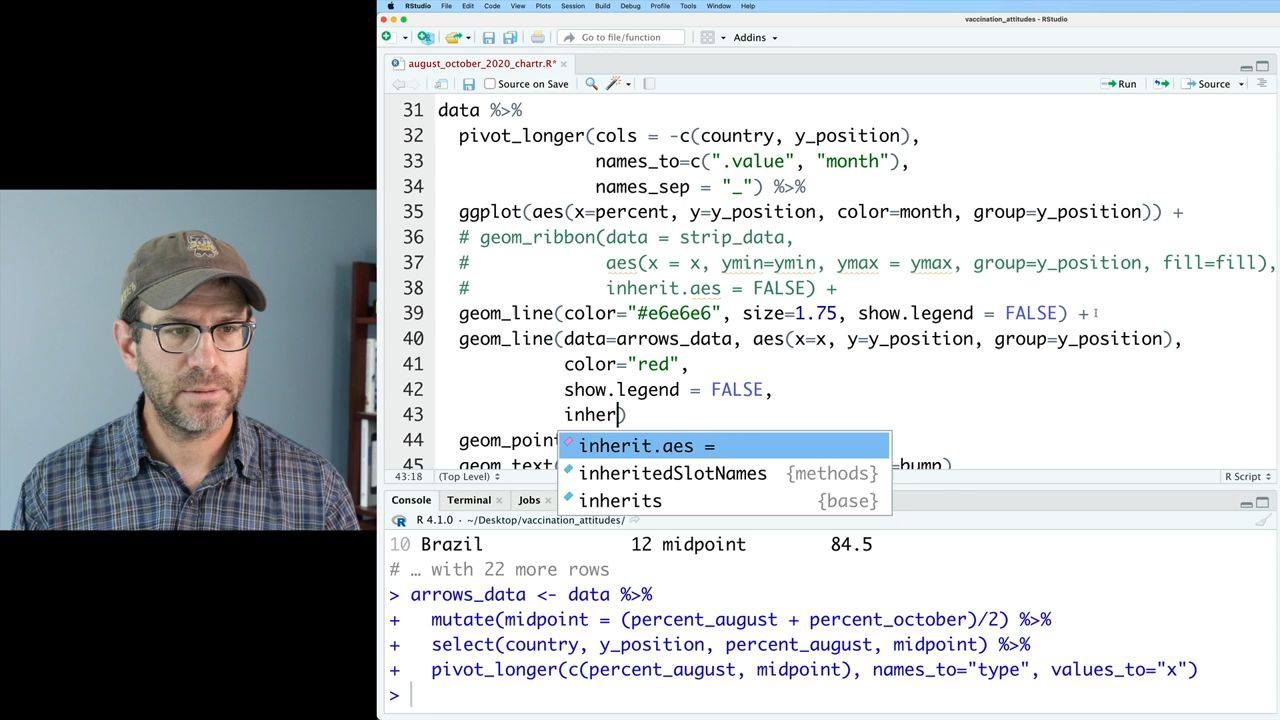 RStudio File Edit Code View Plots Session Build Debug Profile Tools Window Help
vaccination_attitudes - RStudio
Go to file/function Addins
august_october_2020_chartr.R*
Source on Save Run Source
31 data %>%
32 pivot_longer(cols = -c(country, y_position),
33 names_to=c(".value", "month"),
34 names_sep = "_") %>%
35 ggplot(aes(x=percent, y=y_position, color=month, group=y_position)) +
36 # geom_ribbon(data = strip_data,
37 # aes(x = x, ymin=ymin, ymax = ymax, group=y_position, fill=fill),
38 # inherit.aes = FALSE) +
39 geom_line(color="#e6e6e6", size=1.75, show.legend = FALSE) +
40 geom_line(data=arrows_data, aes(x=x, y=y_position, group=y_position),
41 color="red",
42 show.legend = FALSE,
43 inher)
44 geom_point
inherit.aes =
inheritedSlotNames {methods}
inherits {base}
43:18 (Top Level) R Script
Console Terminal Jobs
R 4.1.0 · ~/Desktop/vaccination_attitudes/
10 Brazil 12 midpoint 84.5
# … with 22 more rows
> arrows_data <- data %>%
+ mutate(midpoint = (percent_august + percent_october)/2) %>%
+ select(country, y_position, percent_august, midpoint) %>%
+ pivot_longer(c(percent_august, midpoint), names_to="type", values_to="x")
>